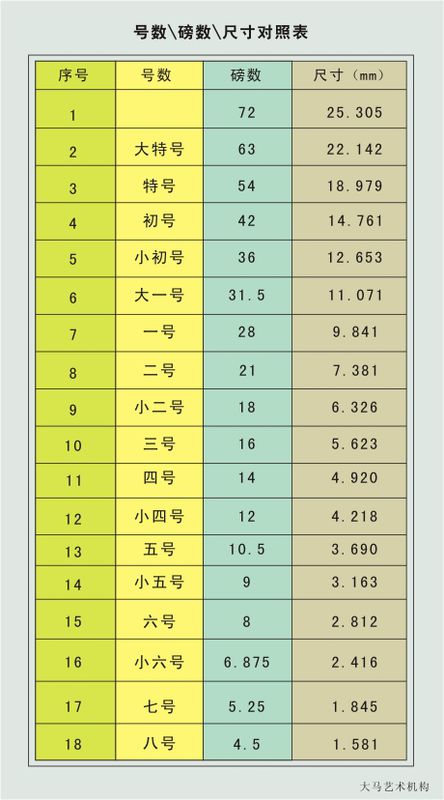 号数\磅数\尺寸对照表
序号 号数 磅数 尺寸（mm）
1 72 25.305
2 大特号 63 22.142
3 特号 54 18.979
4 初号 42 14.761
5 小初号 36 12.653
6 大一号 31.5 11.071
7 一号 28 9.841
8 二号 21 7.381
9 小二号 18 6.326
10 三号 16 5.623
11 四号 14 4.920
12 小四号 12 4.218
13 五号 10.5 3.690
14 小五号 9 3.163
15 六号 8 2.812
16 小六号 6.875 2.416
17 七号 5.25 1.845
18 八号 4.5 1.581
大马艺术机构